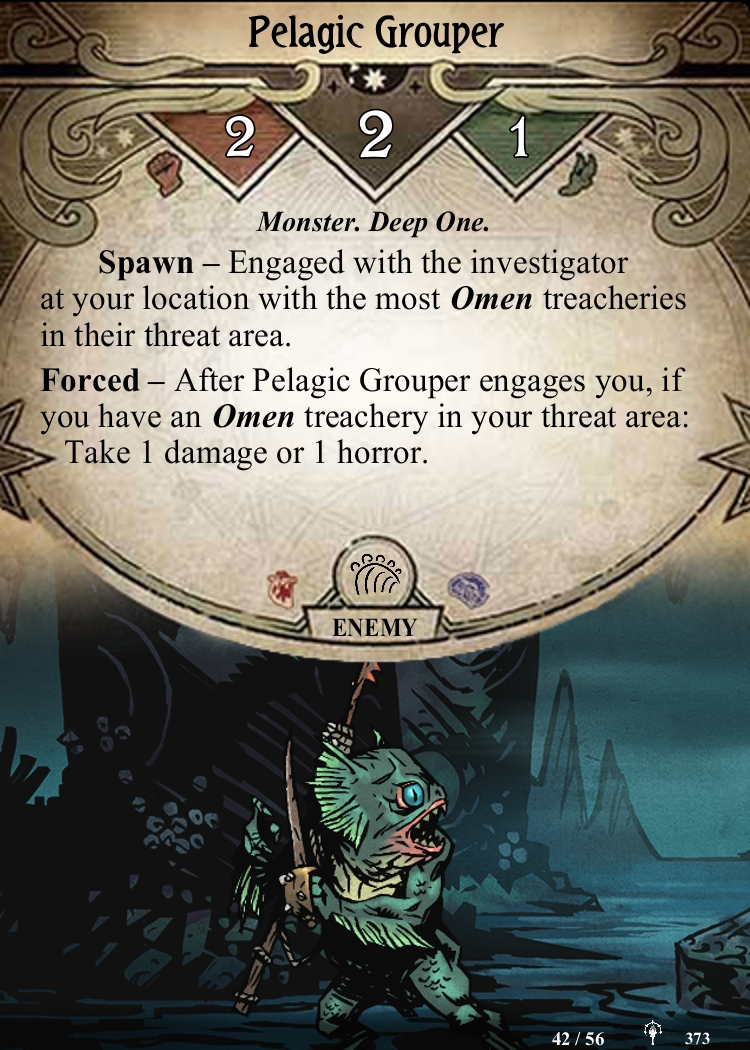 Pelagic Grouper
2 2 1
Monster. Deep One.
Spawn – Engaged with the investigator
at your location with the most Omen treacheries
in their threat area.
Forced – After Pelagic Grouper engages you, if
you have an Omen treachery in your threat area:
Take 1 damage or 1 horror.
ENEMY
42 / 56 373